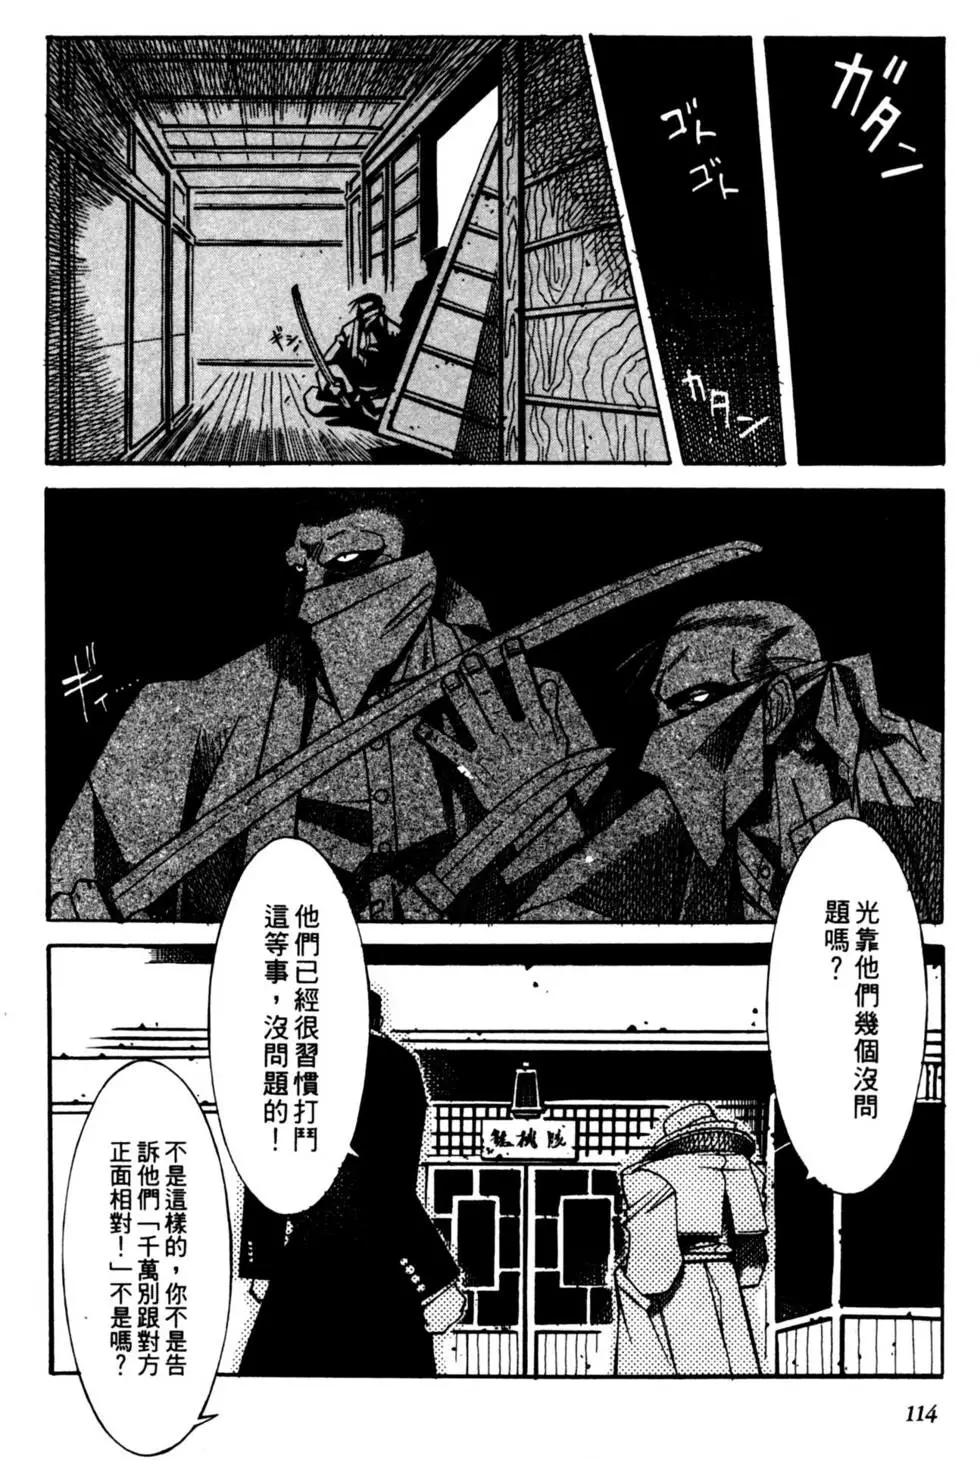 ガタン
ゴト
ゴト
ガタン
ギシ
ギィ……
光靠他們幾個沒問
題嗎？
他們已經很習慣打鬥
這等事，沒問題的！
不是這樣的，你不是告
訴他們「千萬別跟對方
正面相對！」不是嗎？
114